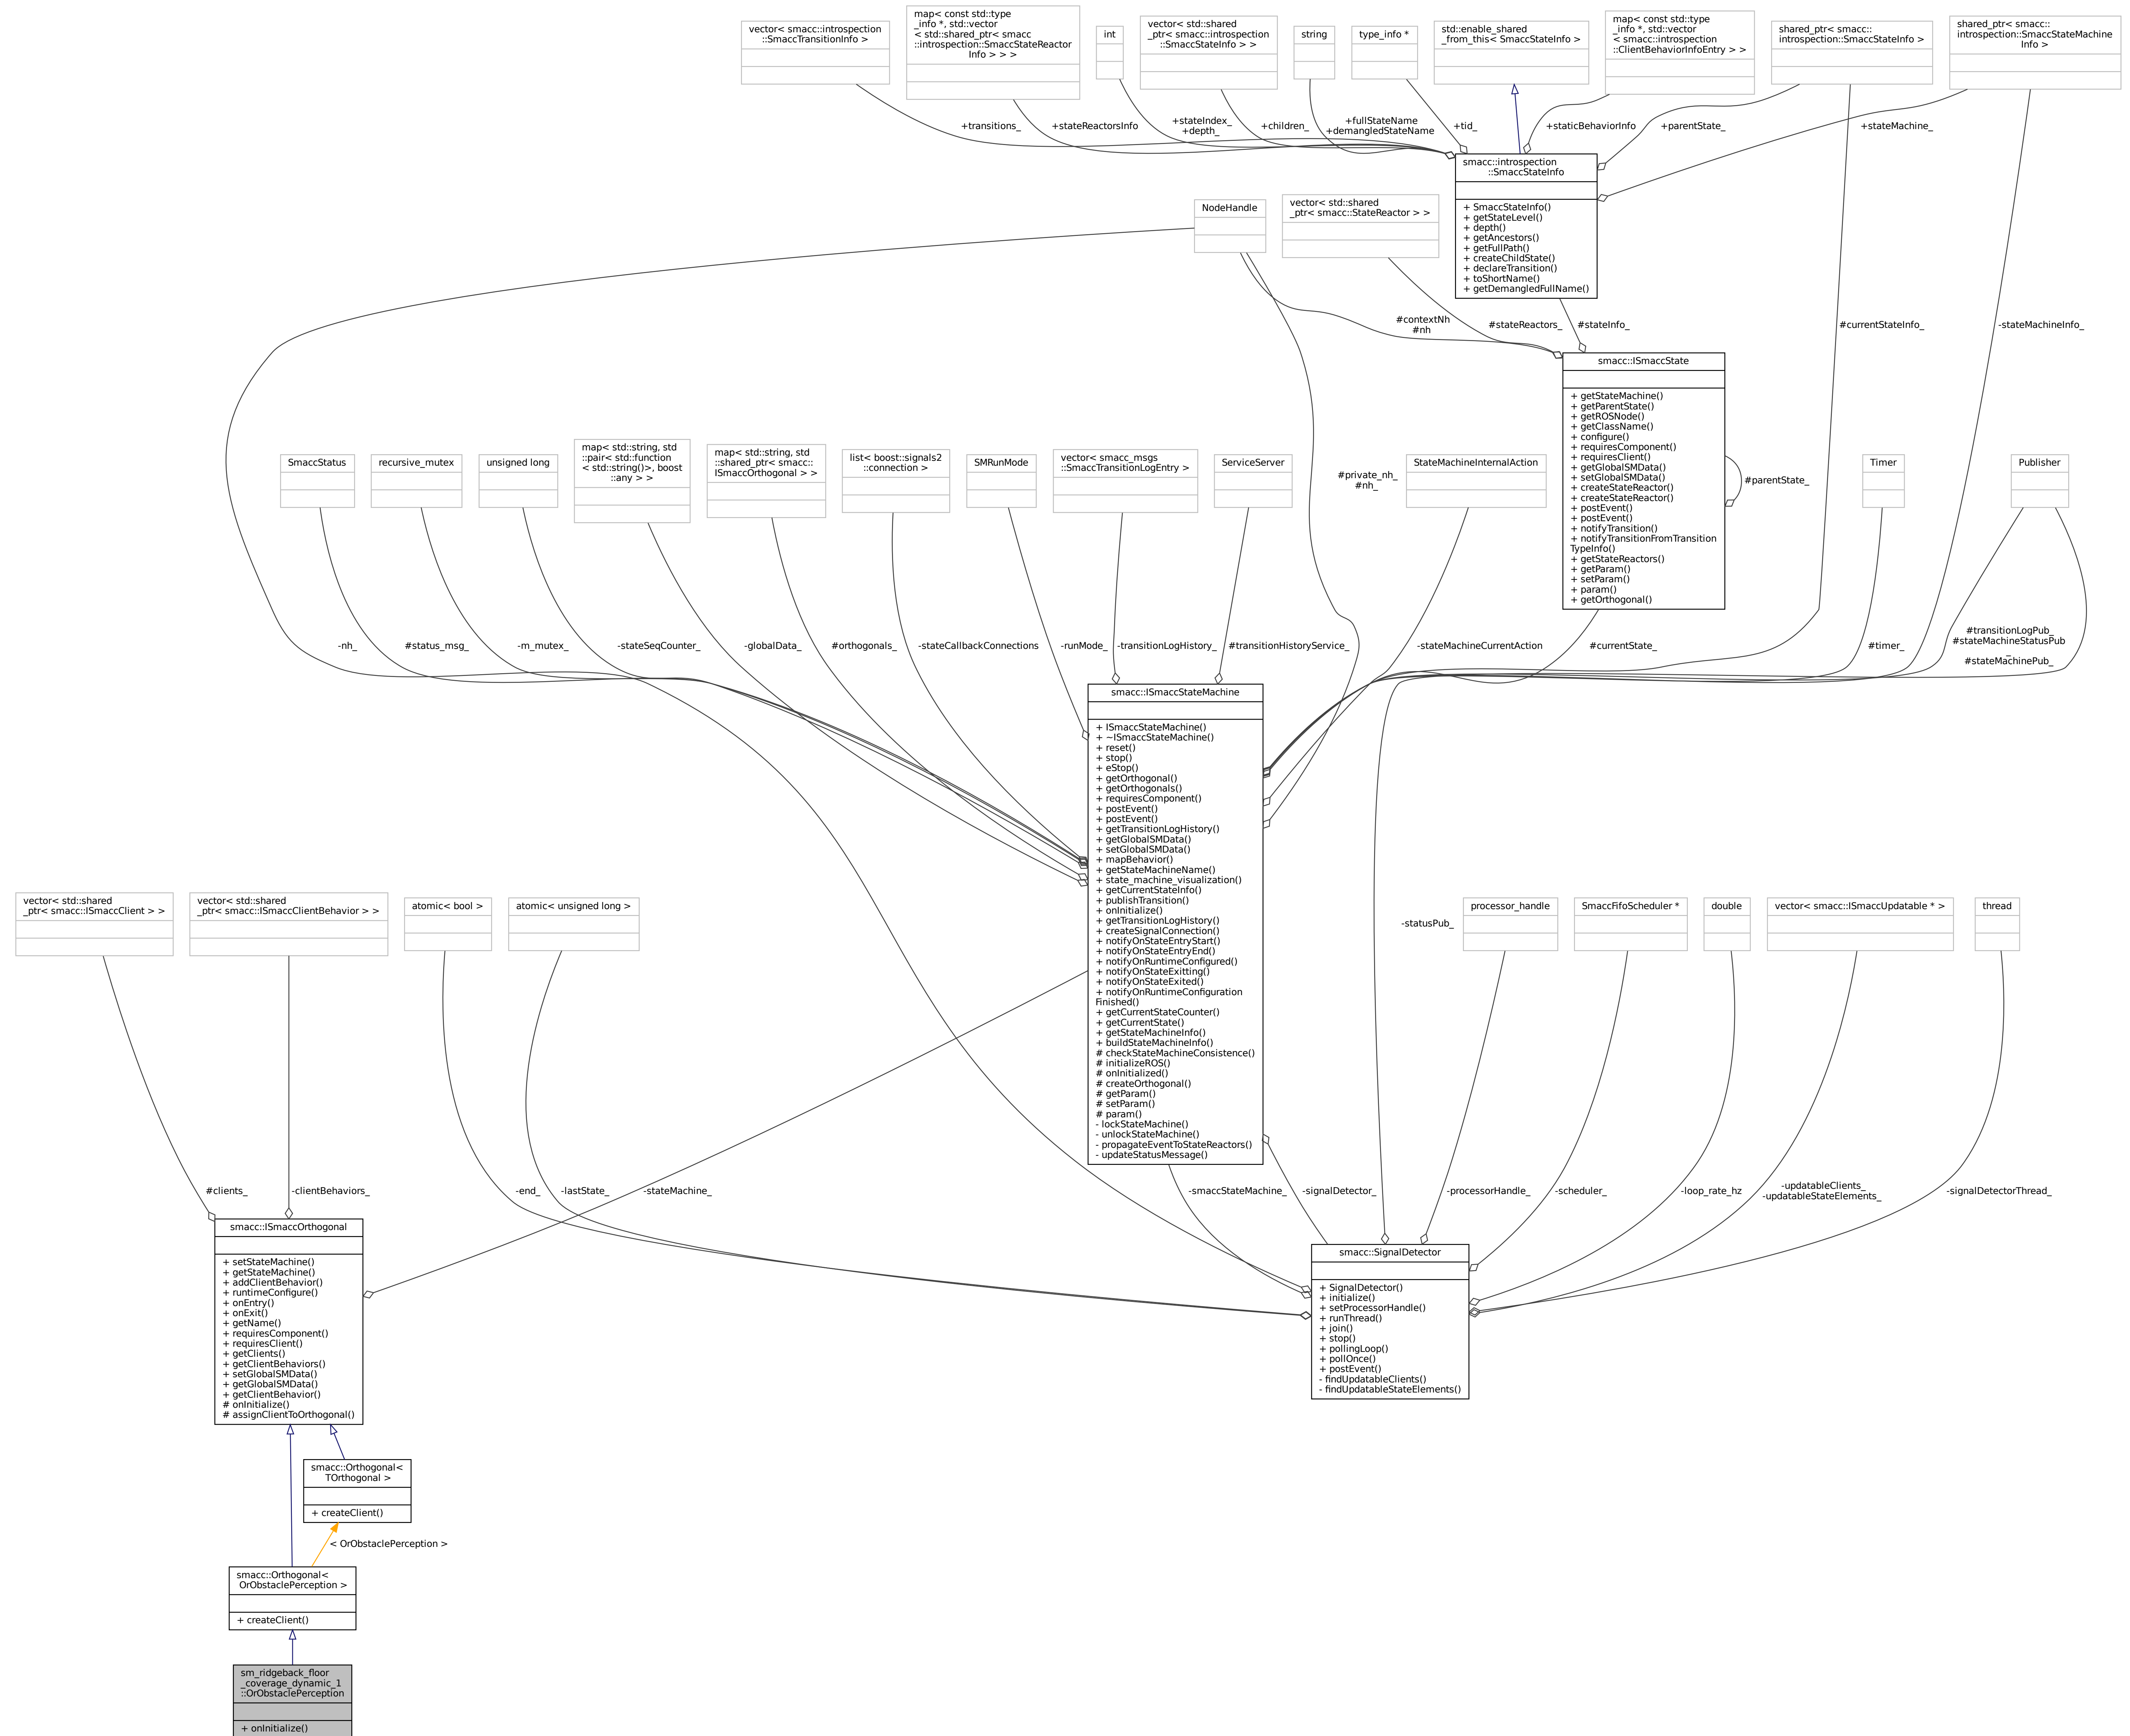 vector< smacc::introspection
::SmaccTransitionInfo >
map< const std::type
_info *, std::vector
< std::shared_ptr< smacc
::introspection::SmaccStateReactor
Info > > >
int
vector< std::shared
_ptr< smacc::introspection
::SmaccStateInfo > >
string
type_info *
std::enable_shared
_from_this< SmaccStateInfo >
map< const std::type
_info *, std::vector
< smacc::introspection
::ClientBehaviorInfoEntry > >
shared_ptr< smacc::
introspection::SmaccStateInfo >
shared_ptr< smacc::
introspection::SmaccStateMachine
Info >
+transitions_
+stateReactorsInfo
+stateIndex_
+depth_
+children_
+fullStateName
+demangledStateName
+tid_
+staticBehaviorInfo
+parentState_
+stateMachine_
smacc::introspection
::SmaccStateInfo
+ SmaccStateInfo()
+ getStateLevel()
+ depth()
+ getAncestors()
+ getFullPath()
+ createChildState()
+ declareTransition()
+ toShortName()
+ getDemangledFullName()
NodeHandle
vector< std::shared
_ptr< smacc::StateReactor > >
#contextNh
#nh
#stateReactors_
#stateInfo_
#currentStateInfo_
-stateMachineInfo_
smacc::ISmaccState
+ getStateMachine()
+ getParentState()
+ getROSNode()
+ getClassName()
+ configure()
+ requiresComponent()
+ requiresClient()
+ getGlobalSMData()
+ setGlobalSMData()
+ createStateReactor()
+ createStateReactor()
+ postEvent()
+ postEvent()
+ notifyTransition()
+ notifyTransitionFromTransition
TypeInfo()
+ getStateReactors()
+ getParam()
+ setParam()
+ param()
+ getOrthogonal()
#parentState_
SmaccStatus
recursive_mutex
unsigned long
map< std::string, std
::pair< std::function
< std::string()>, boost
::any > >
map< std::string, std
::shared_ptr< smacc::
ISmaccOrthogonal > >
list< boost::signals2
::connection >
SMRunMode
vector< smacc_msgs
::SmaccTransitionLogEntry >
ServiceServer
#private_nh_
#nh_
StateMachineInternalAction
Timer
Publisher
-nh_
#status_msg_
-m_mutex_
-stateSeqCounter_
-globalData_
#orthogonals_
-stateCallbackConnections
-runMode_
-transitionLogHistory_
#transitionHistoryService_
-stateMachineCurrentAction
#currentState_
#timer_
#transitionLogPub_
#stateMachineStatusPub
_
#stateMachinePub_
smacc::ISmaccStateMachine
+ ISmaccStateMachine()
+ ~ISmaccStateMachine()
+ reset()
+ stop()
+ eStop()
+ getOrthogonal()
+ getOrthogonals()
+ requiresComponent()
+ postEvent()
+ postEvent()
+ getTransitionLogHistory()
+ getGlobalSMData()
+ setGlobalSMData()
+ mapBehavior()
+ getStateMachineName()
+ state_machine_visualization()
+ getCurrentStateInfo()
+ publishTransition()
+ onInitialize()
+ getTransitionLogHistory()
+ createSignalConnection()
+ notifyOnStateEntryStart()
+ notifyOnStateEntryEnd()
+ notifyOnRuntimeConfigured()
+ notifyOnStateExitting()
+ notifyOnStateExited()
+ notifyOnRuntimeConfiguration
Finished()
+ getCurrentStateCounter()
+ getCurrentState()
+ getStateMachineInfo()
+ buildStateMachineInfo()
# checkStateMachineConsistence()
# initializeROS()
# onInitialized()
# createOrthogonal()
# getParam()
# setParam()
# param()
- lockStateMachine()
- unlockStateMachine()
- propagateEventToStateReactors()
- updateStatusMessage()
vector< std::shared
_ptr< smacc::ISmaccClient > >
vector< std::shared
_ptr< smacc::ISmaccClientBehavior > >
atomic< bool >
atomic< unsigned long >
-statusPub_
processor_handle
SmaccFifoScheduler *
double
vector< smacc::ISmaccUpdatable * >
thread
#clients_
-clientBehaviors_
-end_
-lastState_
-stateMachine_
-smaccStateMachine_
-signalDetector_
-processorHandle_
-scheduler_
-loop_rate_hz
-updatableClients_
-updatableStateElements_
-signalDetectorThread_
smacc::ISmaccOrthogonal
+ setStateMachine()
+ getStateMachine()
+ addClientBehavior()
+ runtimeConfigure()
+ onEntry()
+ onExit()
+ getName()
+ requiresComponent()
+ requiresClient()
+ getClients()
+ getClientBehaviors()
+ setGlobalSMData()
+ getGlobalSMData()
+ getClientBehavior()
# onInitialize()
# assignClientToOrthogonal()
smacc::SignalDetector
+ SignalDetector()
+ initialize()
+ setProcessorHandle()
+ runThread()
+ join()
+ stop()
+ pollingLoop()
+ pollOnce()
+ postEvent()
- findUpdatableClients()
- findUpdatableStateElements()
smacc::Orthogonal<
TOrthogonal >
+ createClient()
< OrObstaclePerception >
smacc::Orthogonal<
OrObstaclePerception >
+ createClient()
sm_ridgeback_floor
_coverage_dynamic_1
::OrObstaclePerception
+ onInitialize()